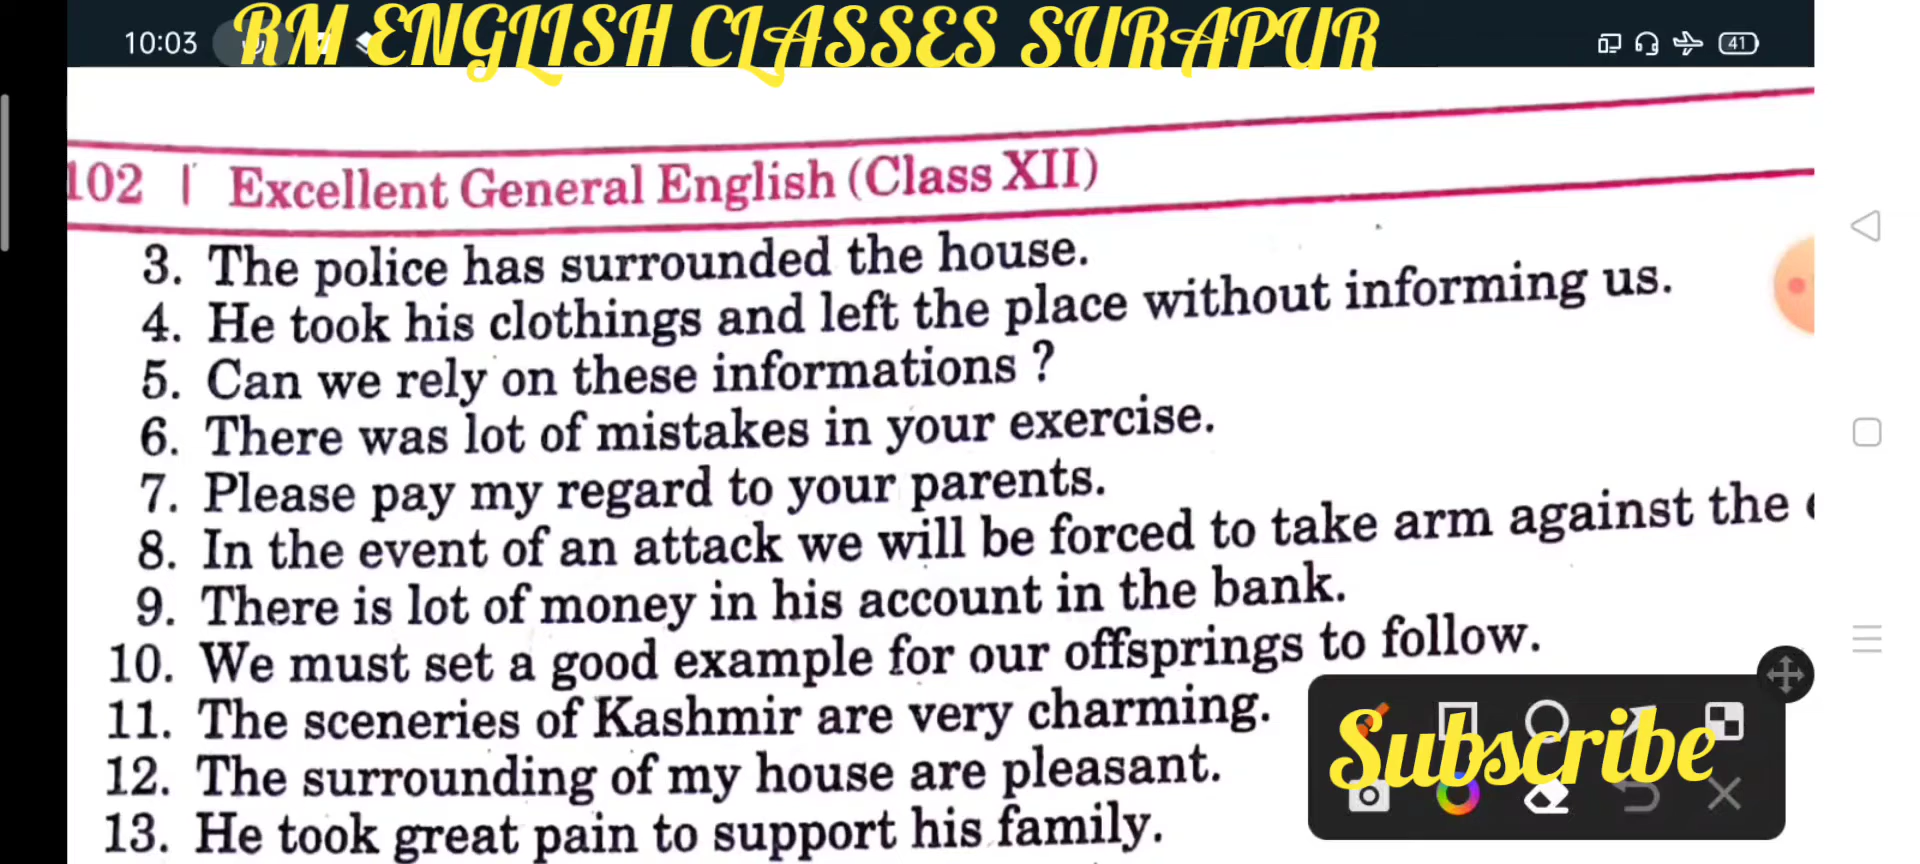 RM ENGLISH CLASSES SURAPUR
10:03
41
102 | Excellent General English (Class XII)
3. The police has surrounded the house.
4. He took his clothings and left the place without informing us.
5. Can we rely on these informations ?
6. There was lot of mistakes in your exercise.
7. Please pay my regard to your parents.
8. In the event of an attack we will be forced to take arm against the
9. There is lot of money in his account in the bank.
10. We must set a good example for our offsprings to follow.
11. The sceneries of Kashmir are very charming.
12. The surrounding of my house are pleasant.
13. He took great pain to support his family.
Subscribe